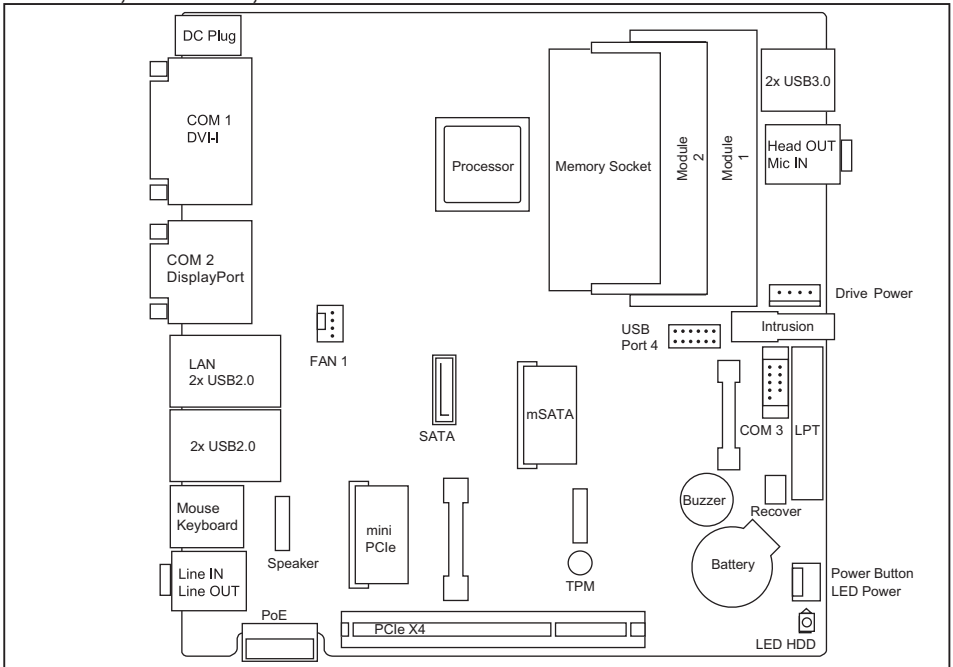 DC Plug
COM 1
DVI-I
COM 2
DisplayPort
LAN
2x USB2.0
2x USB2.0
Mouse
Keyboard
Line IN
Line OUT
PoE
Speaker
FAN 1
Processor
Memory Socket
Module
2
Module
1
2x USB3.0
Head OUT
Mic IN
Drive Power
Intrusion
USB
Port 4
SATA
mSATA
COM 3
LPT
Buzzer
Recover
mini
PCIe
TPM
Battery
Power Button
LED Power
LED HDD
PCIe X4